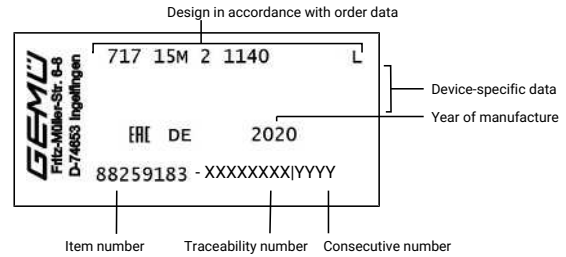 Design in accordance with order data
GEMÜ
Fritz-Müller-Str. 6-8
D-74653 Ingelfingen
717 15M 2 1140 L
Device-specific data
Year of manufacture
EAC DE 2020
88259183 - XXXXXXXX|YYYY
Item number Traceability number Consecutive number